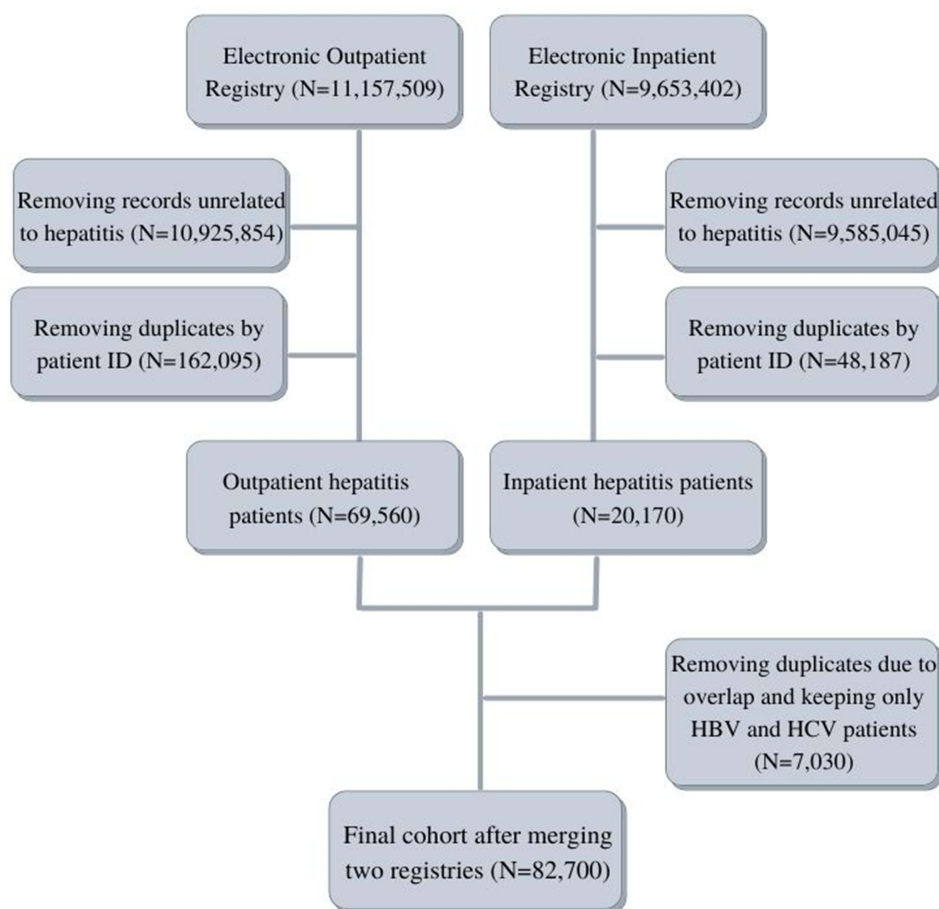 Electronic Outpatient
Registry (N=11,157,509)
Electronic Inpatient
Registry (N=9,653,402)
Removing records unrelated
to hepatitis (N=10,925,854)
Removing records unrelated
to hepatitis (N=9,585,045)
Removing duplicates by
patient ID (N=162,095)
Removing duplicates by
patient ID (N=48,187)
Outpatient hepatitis
patients (N=69,560)
Inpatient hepatitis patients
(N=20,170)
Removing duplicates due to
overlap and keeping only
HBV and HCV patients
(N=7,030)
Final cohort after merging
two registries (N=82,700)